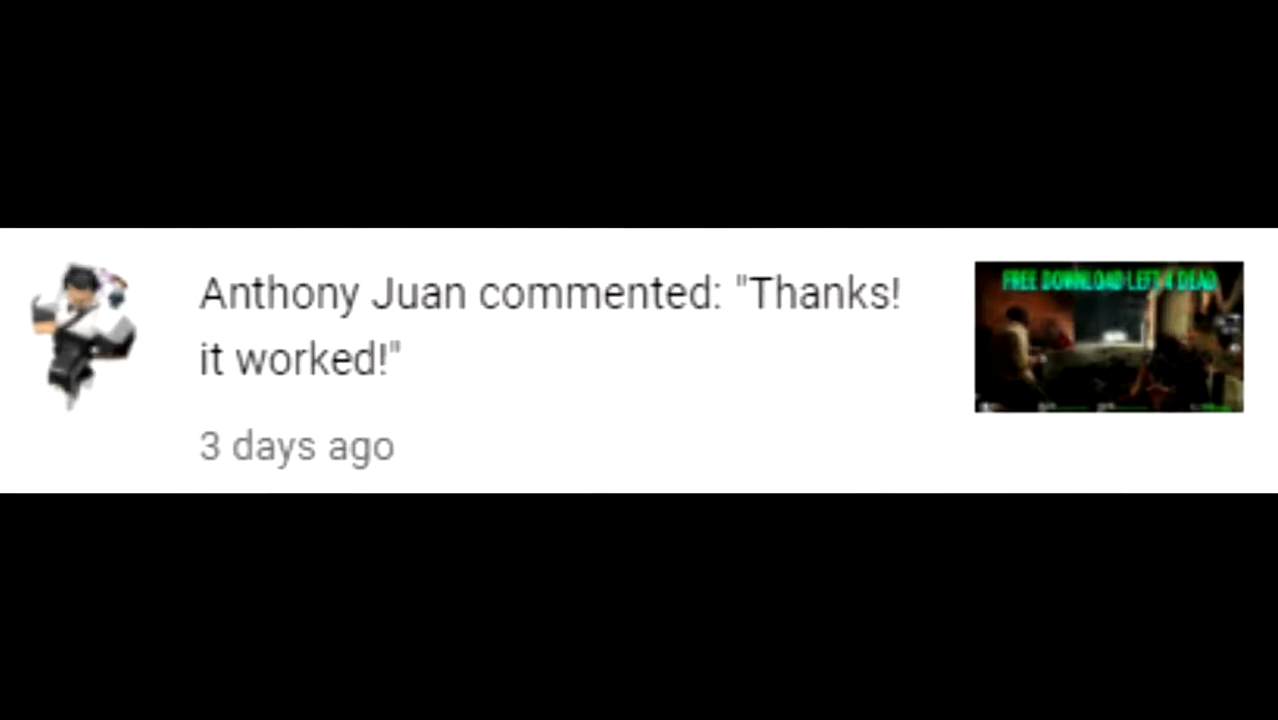 Anthony Juan commented: "Thanks!
it worked!"
3 days ago
FREE DOWNLOAD LEFT 4 DEAD